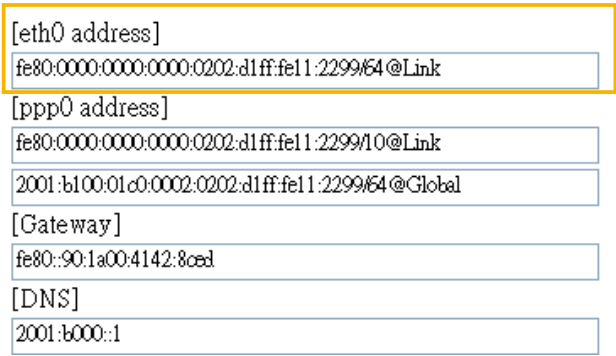 [eth0 address]
fe80:0000:0000:0000:0202:d1ff:fe11:2299/64@Link
[ppp0 address]
fe80:0000:0000:0000:0202:d1ff:fe11:2299/10@Link
2001:b100:01c0:0002:0202:d1ff:fe11:2299/64@Global
[Gateway]
fe80::90:1a00:4142:8ced
[DNS]
2001:b000::1